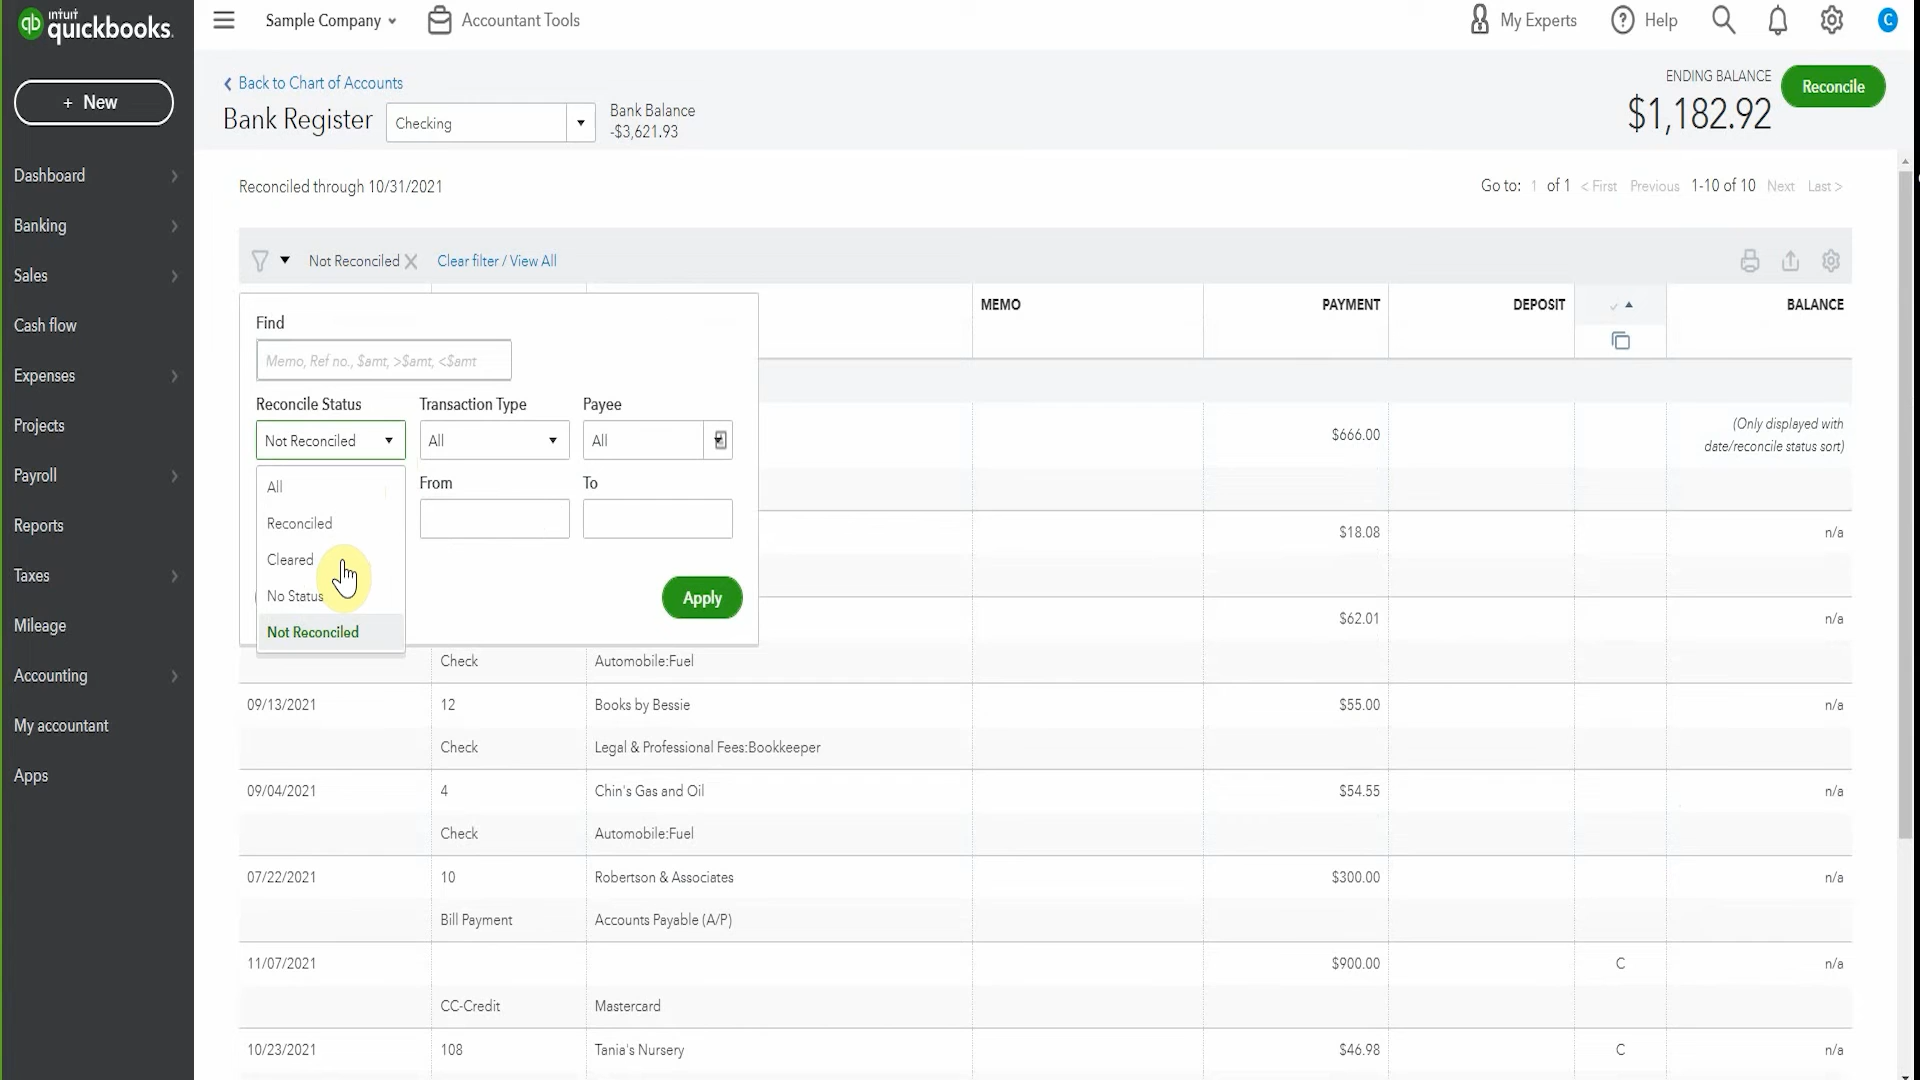 intuit
quickbooks.
Sample Company
Accountant Tools
My Experts
Help
C
+ New
Dashboard
Banking
Sales
Cash flow
Expenses
Projects
Payroll
Reports
Taxes
Mileage
Accounting
My accountant
Apps
Back to Chart of Accounts
Bank Register
Checking
Bank Balance
-$3,621.93
ENDING BALANCE
$1,182.92
Reconcile
Reconciled through 10/31/2021
Go to: 1 of 1 < First Previous 1-10 of 10 Next Last >
Not Reconciled
Clear filter / View All
MEMO PAYMENT DEPOSIT BALANCE
Find
Memo, Ref no., $amt, >$amt, <$amt
Reconcile Status Transaction Type Payee
Not Reconciled All All
All
Reconciled
Cleared
No Status
Not Reconciled
From To
Apply
$666.00 (Only displayed with
date/reconcile status sort)
$18.08 n/a
$62.01 n/a
Check Automobile:Fuel
09/13/2021 12 Books by Bessie $55.00 n/a
Check Legal & Professional Fees:Bookkeeper
09/04/2021 4 Chin's Gas and Oil $54.55 n/a
Check Automobile:Fuel
07/22/2021 10 Robertson & Associates $300.00 n/a
Bill Payment Accounts Payable (A/P)
11/07/2021 $900.00 C n/a
CC-Credit Mastercard
10/23/2021 108 Tania's Nursery $46.98 C n/a